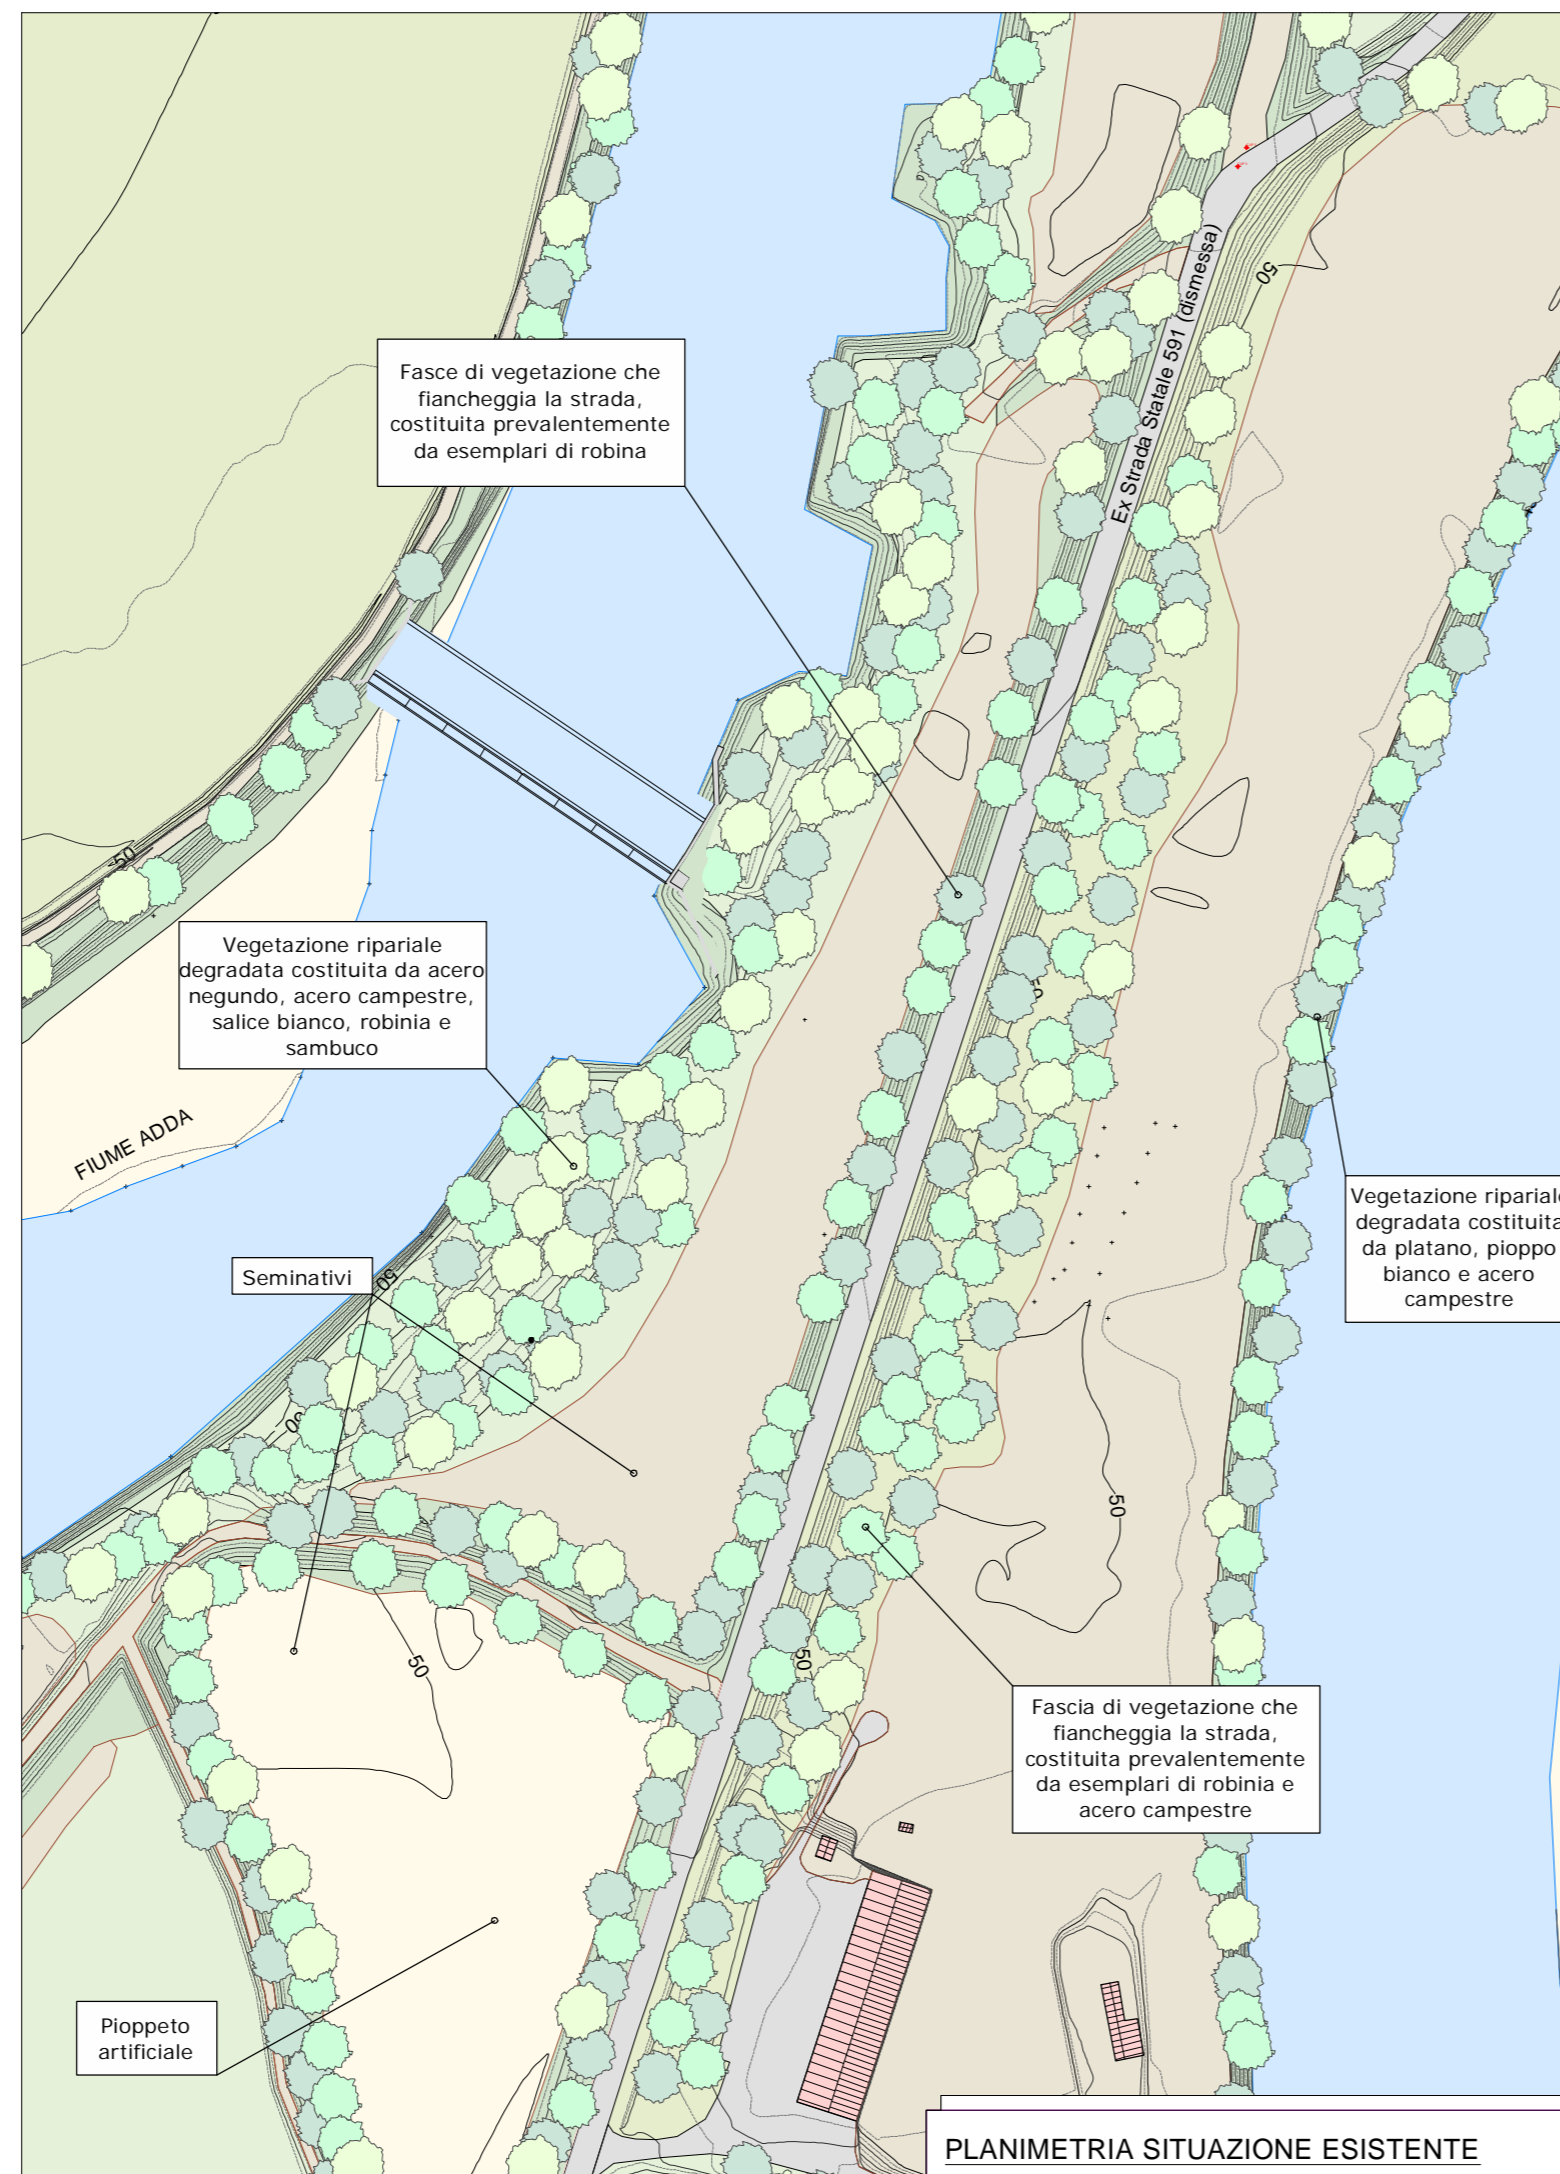 Ex Strada Statale 591 (dismessa)
50
Fasce di vegetazione che
fiancheggia la strada,
costituita prevalentemente
da esemplari di robina
50
Vegetazione ripariale
degradata costituita da acero
negundo, acero campestre,
salice bianco, robinia e
sambuco
FIUME ADDA
Vegetazione ripariale
degradata costituita
da platano, pioppo
bianco e acero
campestre
Seminativi
50
50
50
50
50
Fascia di vegetazione che
fiancheggia la strada,
costituita prevalentemente
da esemplari di robinia e
acero campestre
Pioppeto
artificiale
PLANIMETRIA SITUAZIONE ESISTENTE